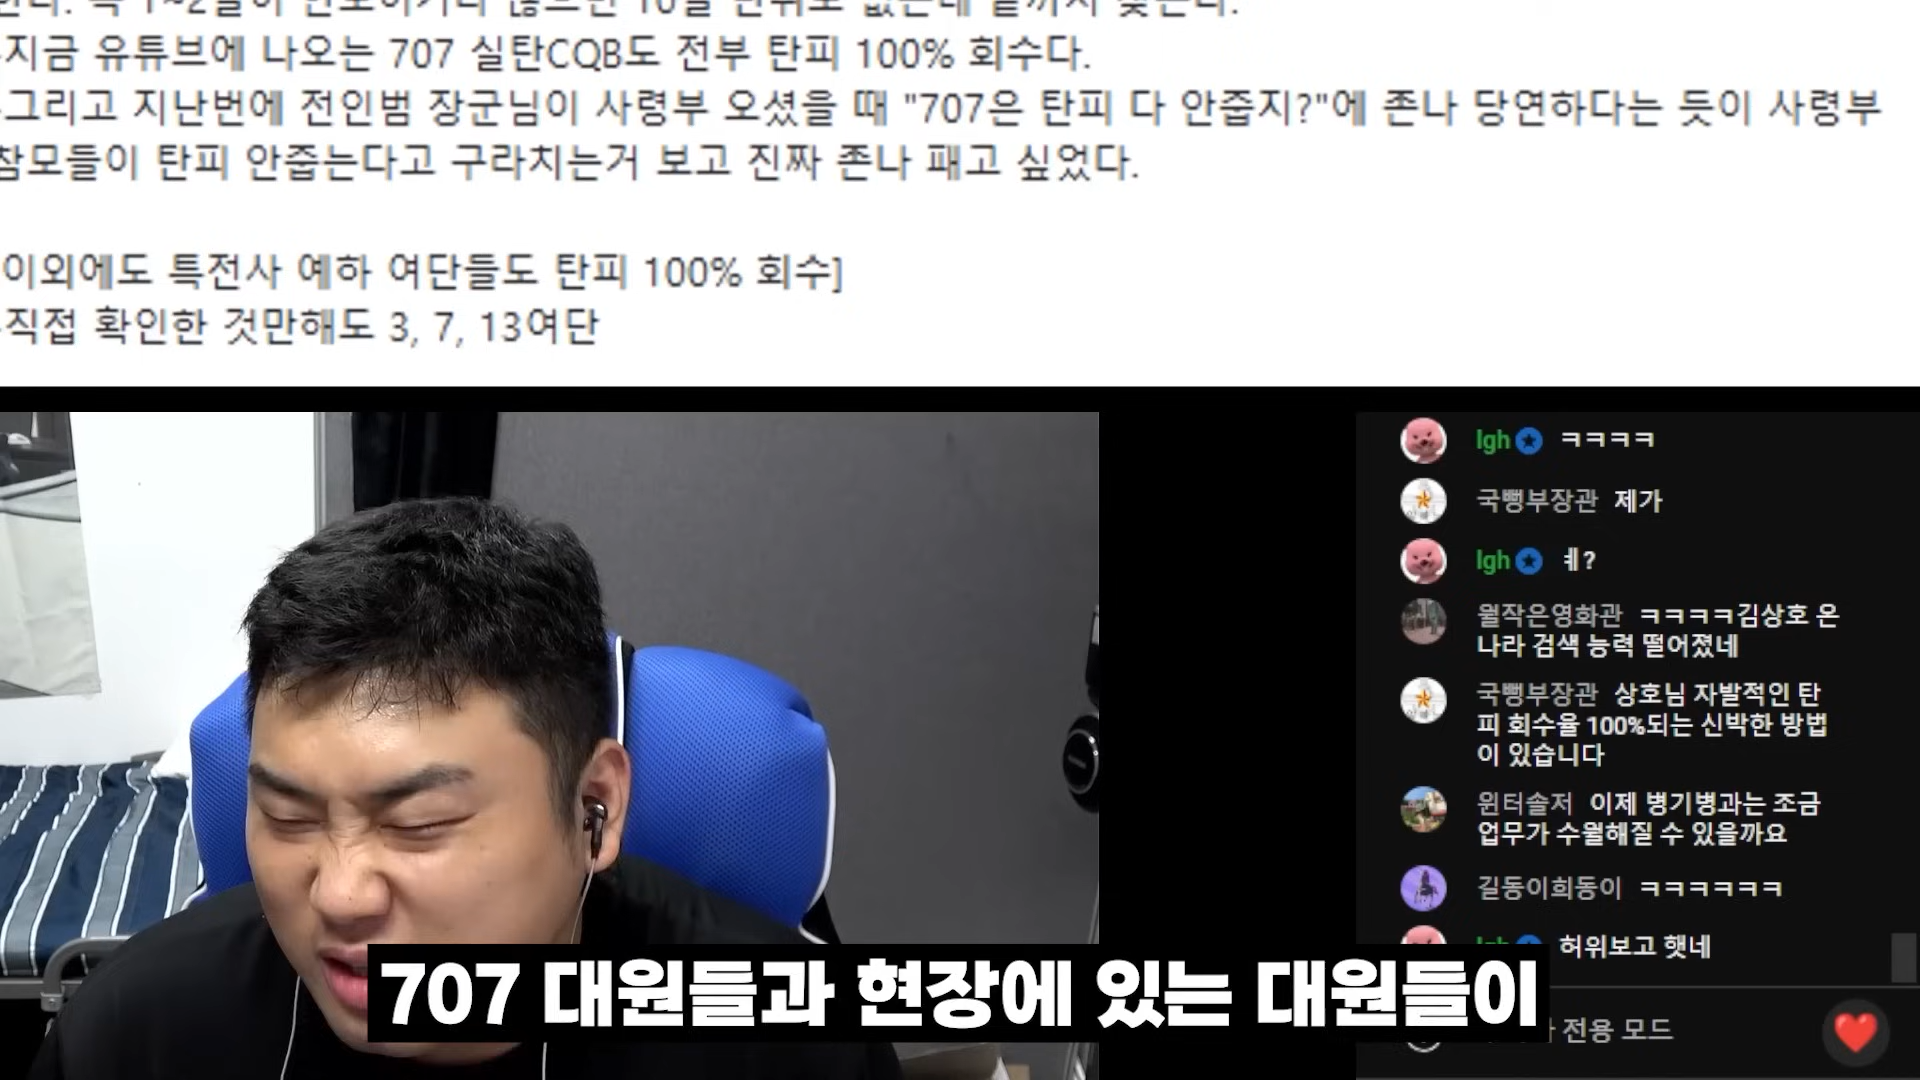 지금 유튜브에 나오는 707 실탄CQB도 전부 탄피 100% 회수다.
그리고 지난번에 전인범 장군님이 사령부 오셨을 때 "707은 탄피 다 안줍지?"에 존나 당연하다는 듯이 사령부
참모들이 탄피 안줍는다고 구라치는거 보고 진짜 존나 패고 싶었다.
이외에도 특전사 예하 여단들도 탄피 100% 회수]
직접 확인한 것만해도 3, 7, 13여단
lgh ㅋㅋㅋㅋ
국뻥부장관 제가
lgh ㅖ?
월작은영화관 ㅋㅋㅋㅋ김상호 온
나라 검색 능력 떨어졌네
국뻥부장관 상호님 자발적인 탄
피 회수율 100%되는 신박한 방법
이 있습니다
윈터솔저 이제 병기병과는 조금
업무가 수월해질 수 있을까요
길동이희동이 ㅋㅋㅋㅋㅋㅋ
lgh 허위보고 햇네
707 대원들과 현장에 있는 대원들이
전용 모드